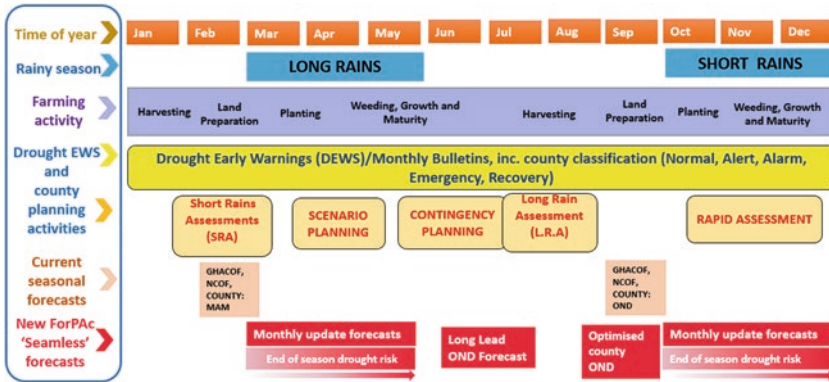 Time of year
Jan Feb Mar Apr May Jun Jul Aug Sep Oct Nov Dec
Rainy season
LONG RAINS SHORT RAINS
Farming
activity
Harvesting
Land
Preparation
Planting
Weeding, Growth and
Maturity
Harvesting
Land
Preparation
Planting
Weeding, Growth
and Maturity
Drought EWS
and
county
planning
activities
Drought Early Warnings (DEWS)/Monthly Bulletins, inc. county classification (Normal, Alert, Alarm,
Emergency, Recovery)
Short Rains
Assessments
(SRA)
SCENARIO
PLANNING
CONTINGENCY
PLANNING
Long Rain
Assessment
(L.R.A)
RAPID ASSESSMENT
Current
seasonal
forecasts
GHACOF,
NCOF,
COUNTY:
MAM
GHACOF,
NCOF,
COUNTY:
OND
New ForPAc
'Seamless'
forecasts
Monthly update forecasts
End of season drought risk
Long Lead
OND Forecast
Optimised
county
OND
Monthly update forecasts
End of season drought risk